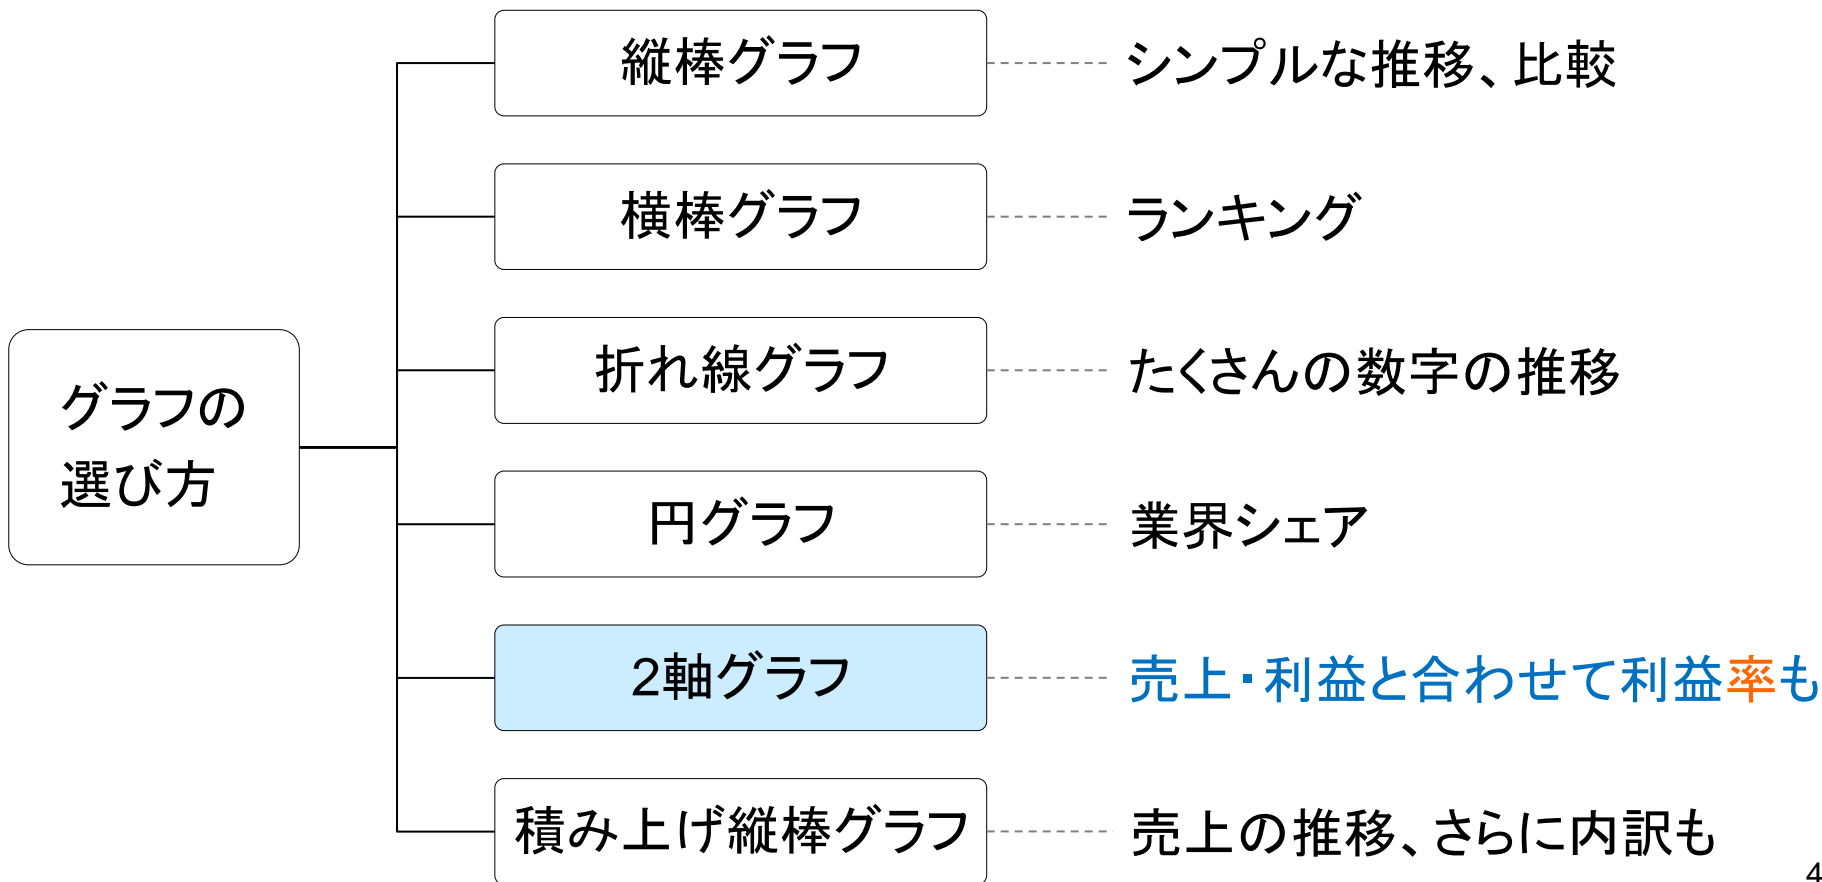 縦棒グラフ
シンプルな推移、比較
横棒グラフ
ランキング
折れ線グラフ
たくさんの数字の推移
グラフの
選び方
円グラフ
業界シェア
2軸グラフ
売上・利益と合わせて利益率も
積み上げ縦棒グラフ
売上の推移、さらに内訳も
4